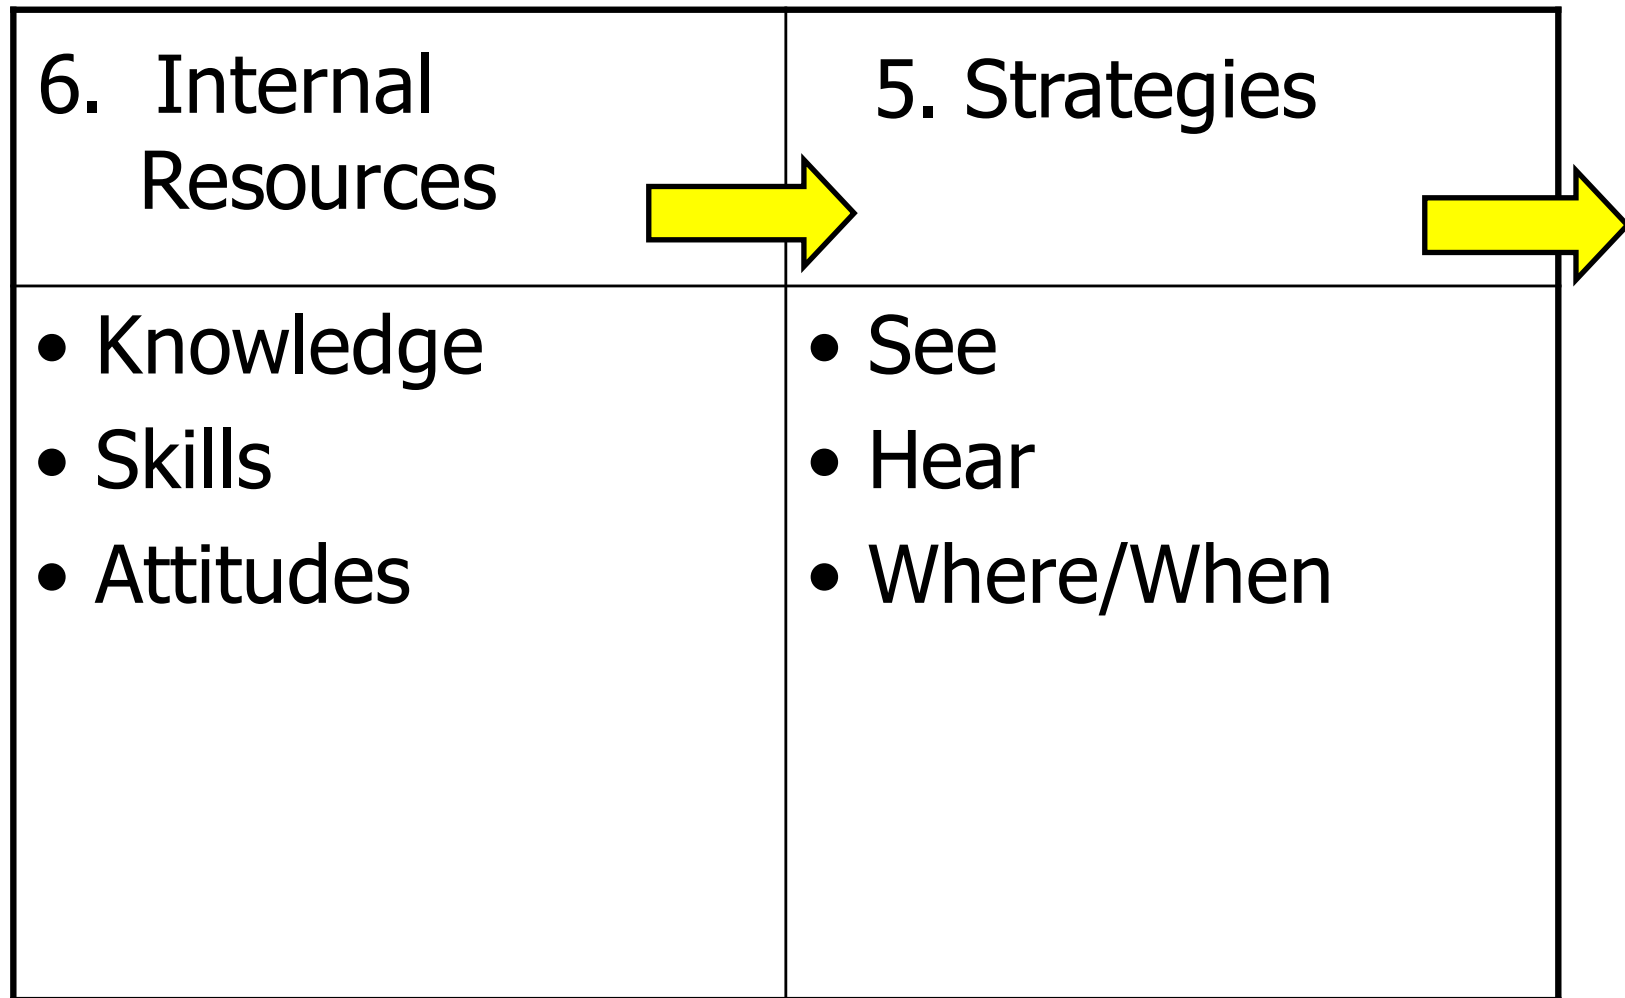 6. Internal
Resources
5. Strategies
• Knowledge
• Skills
• Attitudes
• See
• Hear
• Where/When